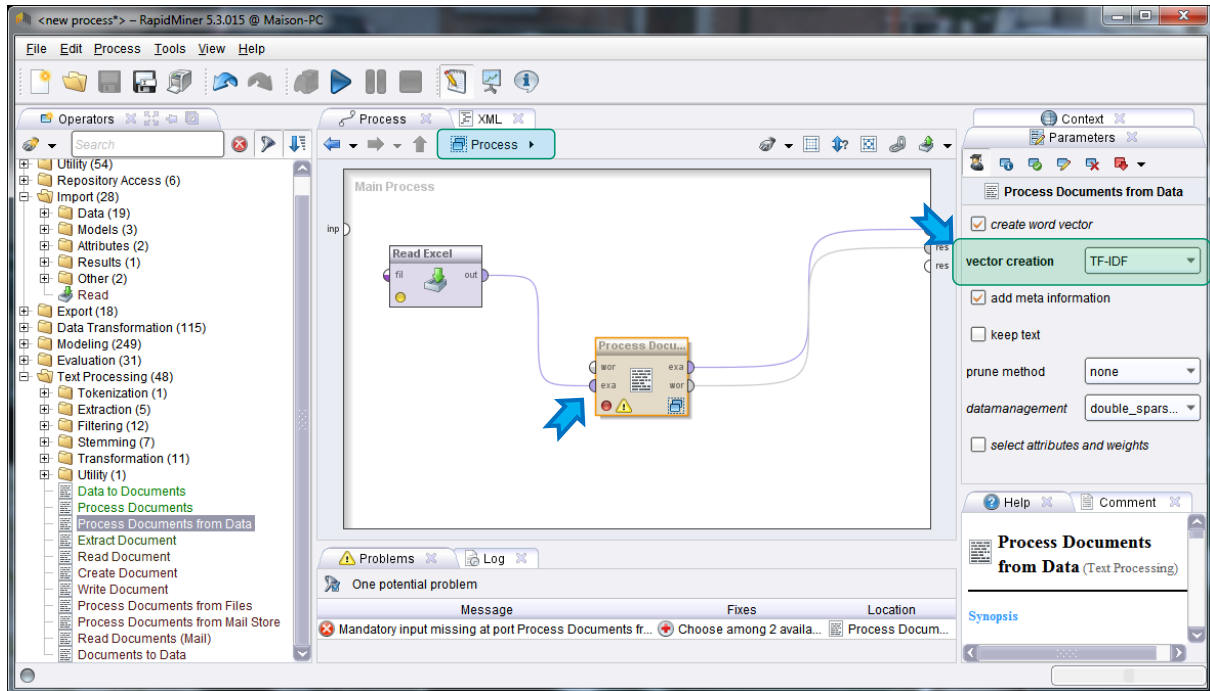 <new process*> – RapidMiner 5.3.015 @ Maison-PC
File Edit Process Tools View Help
Operators
Search
Utility (54)
Repository Access (6)
Import (28)
Data (19)
Models (3)
Attributes (2)
Results (1)
Other (2)
Read
Export (18)
Data Transformation (115)
Modeling (249)
Evaluation (31)
Text Processing (48)
Tokenization (1)
Extraction (5)
Filtering (12)
Stemming (7)
Transformation (11)
Utility (1)
Data to Documents
Process Documents
Process Documents from Data
Extract Document
Read Document
Create Document
Write Document
Process Documents from Files
Process Documents from Mail Store
Read Documents (Mail)
Documents to Data
Process XML
Process
Main Process
inp
Read Excel
fil out
Process Docu...
wor exa
exa wor
res
res
Problems Log
One potential problem
Message Fixes Location
Mandatory input missing at port Process Documents fr... Choose among 2 availa... Process Docum...
Context
Parameters
Process Documents from Data
create word vector
vector creation TF-IDF
add meta information
keep text
prune method none
datamanagement double_spars...
select attributes and weights
Help Comment
Process Documents
from Data (Text Processing)
Synopsis